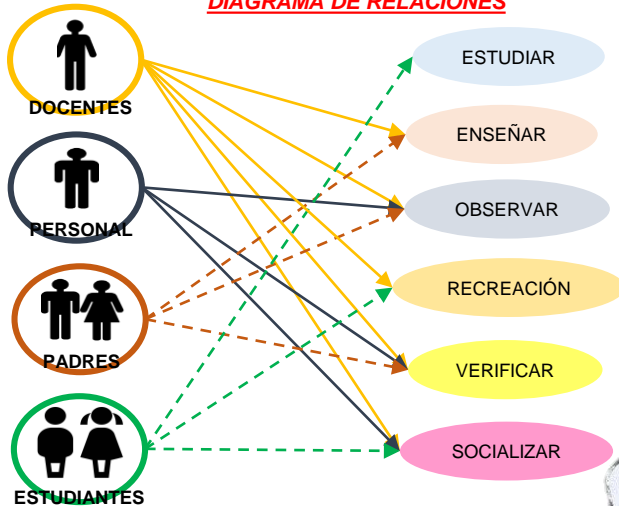 DIAGRAMA DE RELACIONES
DOCENTES
PERSONAL
PADRES
ESTUDIANTES
ESTUDIAR
ENSEÑAR
OBSERVAR
RECREACIÓN
VERIFICAR
SOCIALIZAR